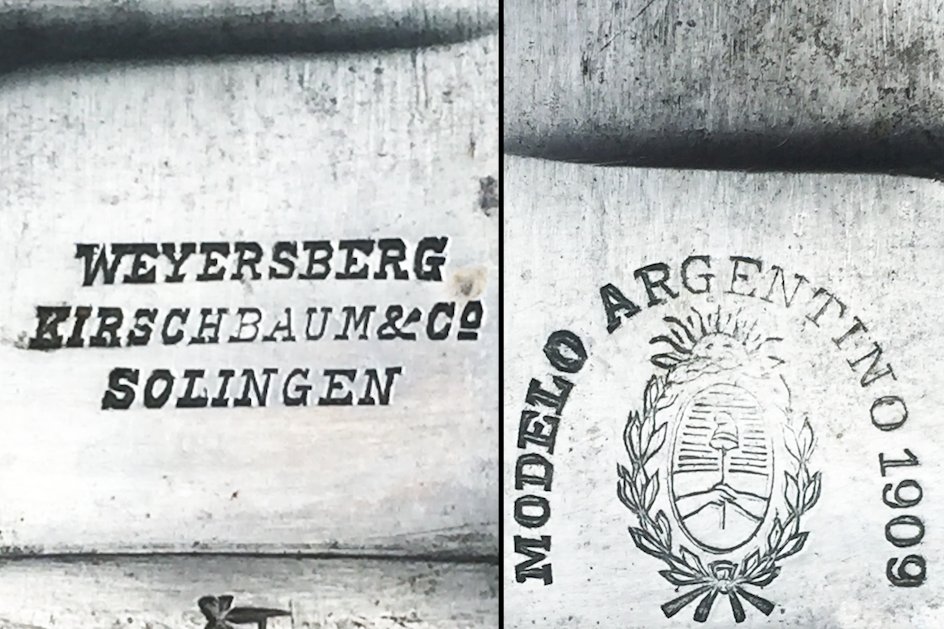 WEYERSBERG
KIRSCHBAUM & Cº
SOLINGEN
MODELO ARGENTINO 1909